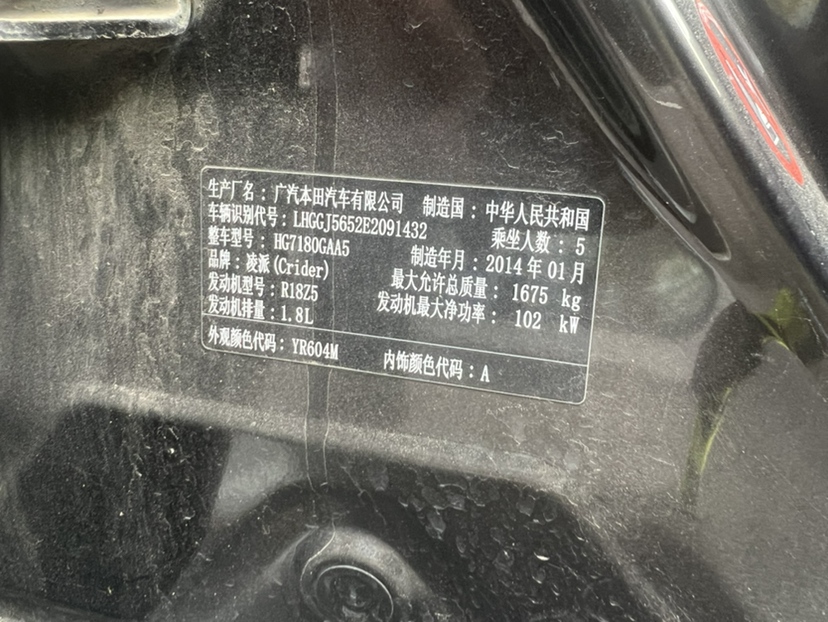 生产厂名：广汽本田汽车有限公司 制造国：中华人民共和国
车辆识别代号：LHGGJ5652E2091432 乘坐人数：5
整车型号：HG7180GAA5 制造年月：2014年01月
品牌：凌派(Crider) 最大允许总质量：1675 kg
发动机型号：R18Z5 发动机最大净功率：102 kW
发动机排量：1.8L
外观颜色代码：YR604M 内饰颜色代码：A